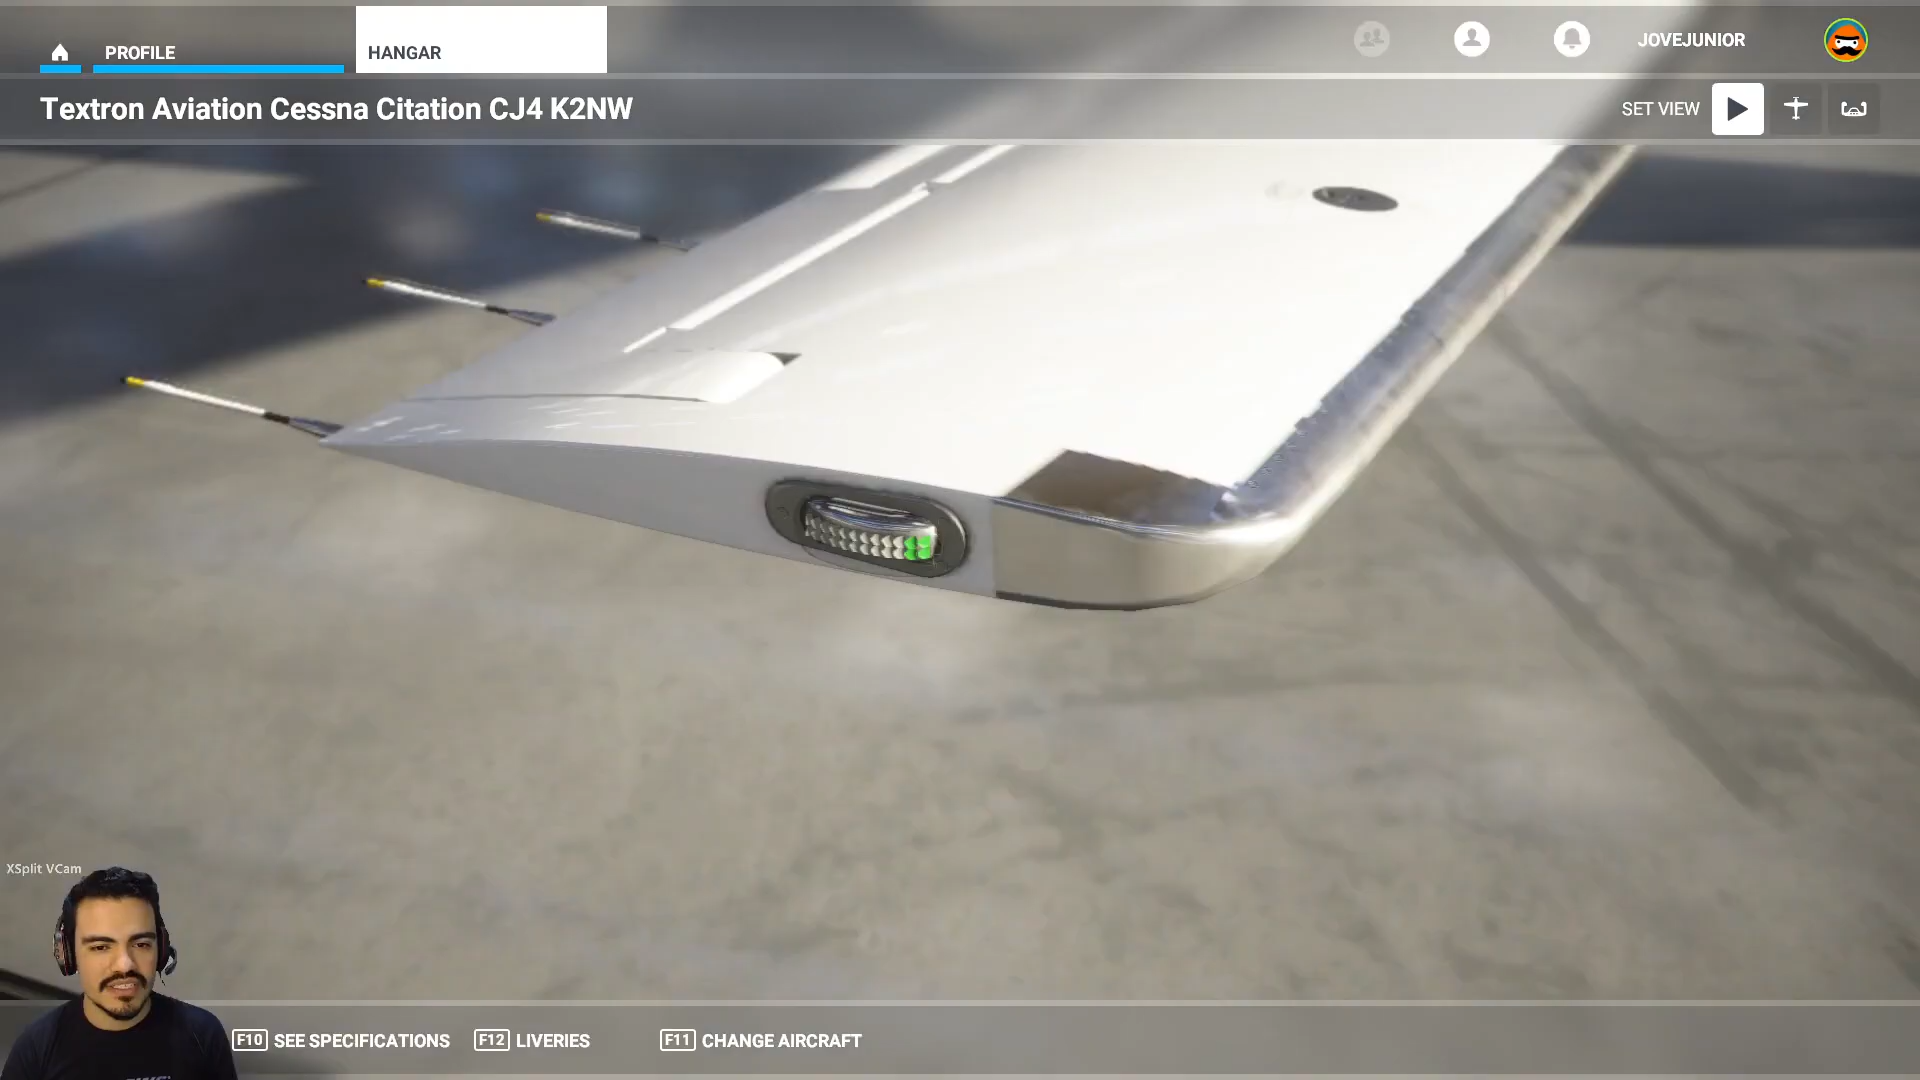 PROFILE
HANGAR
JOVEJUNIOR
Textron Aviation Cessna Citation CJ4 K2NW
SET VIEW
XSplit VCam
F10 SEE SPECIFICATIONS
F12 LIVERIES
F11 CHANGE AIRCRAFT